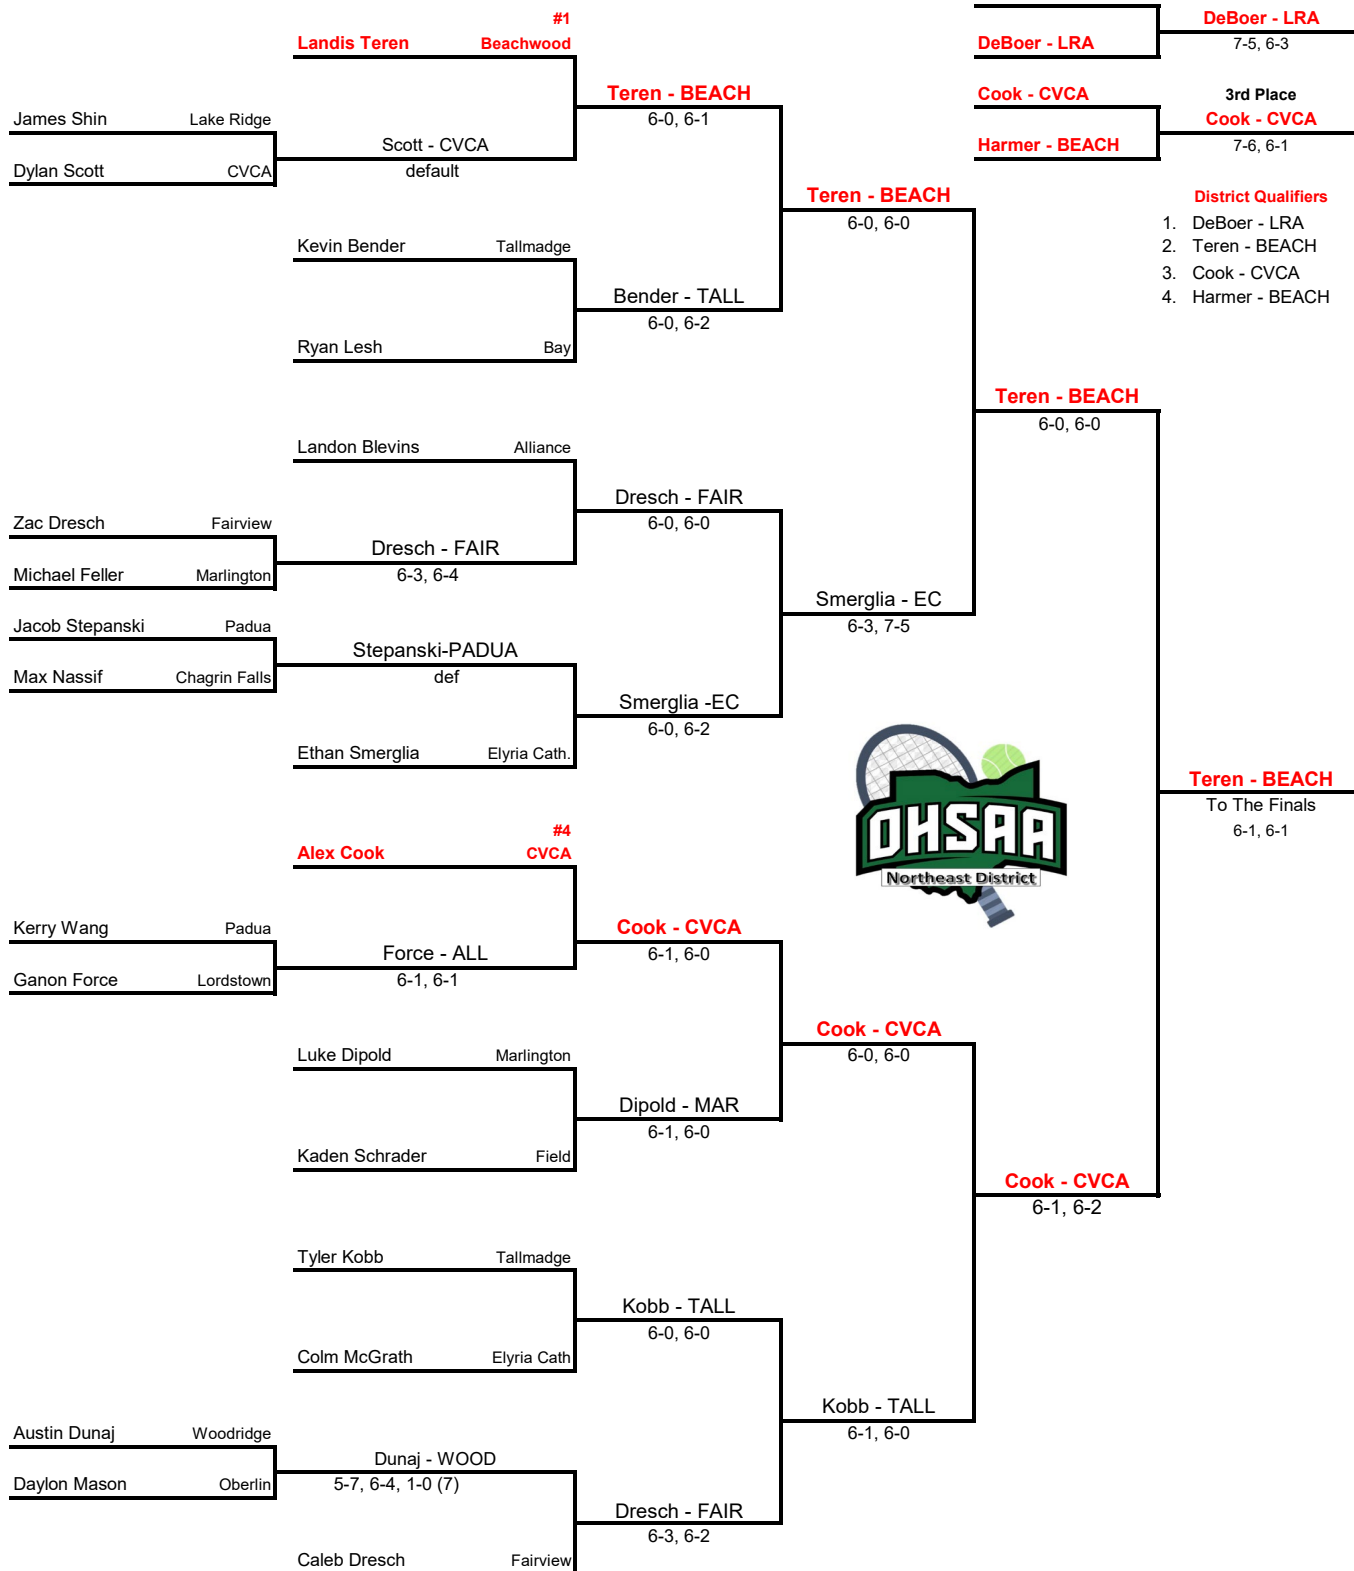 #1
Landis Teren Beachwood
DeBoer - LRA
DeBoer - LRA
7-5, 6-3
Teren - BEACH
6-0, 6-1
Cook - CVCA
3rd Place
James Shin Lake Ridge
Cook - CVCA
Scott - CVCA
default
Harmer - BEACH
7-6, 6-1
Dylan Scott CVCA
Teren - BEACH
6-0, 6-0
District Qualifiers
1. DeBoer - LRA
2. Teren - BEACH
3. Cook - CVCA
4. Harmer - BEACH
Kevin Bender Tallmadge
Bender - TALL
6-0, 6-2
Ryan Lesh Bay
Teren - BEACH
6-0, 6-0
Landon Blevins Alliance
Dresch - FAIR
6-0, 6-0
Zac Dresch Fairview
Dresch - FAIR
6-3, 6-4
Michael Feller Marlington
Smerglia - EC
6-3, 7-5
Jacob Stepanski Padua
Stepanski-PADUA
def
Max Nassif Chagrin Falls
Smerglia -EC
6-0, 6-2
Ethan Smerglia Elyria Cath.
Teren - BEACH
To The Finals
6-1, 6-1
OHSAA
Northeast District
#4
Alex Cook CVCA
Kerry Wang Padua
Cook - CVCA
6-1, 6-0
Force - ALL
6-1, 6-1
Ganon Force Lordstown
Cook - CVCA
6-0, 6-0
Luke Dipold Marlington
Dipold - MAR
6-1, 6-0
Kaden Schrader Field
Cook - CVCA
6-1, 6-2
Tyler Kobb Tallmadge
Kobb - TALL
6-0, 6-0
Colm McGrath Elyria Cath
Kobb - TALL
6-1, 6-0
Austin Dunaj Woodridge
Dunaj - WOOD
5-7, 6-4, 1-0 (7)
Daylon Mason Oberlin
Dresch - FAIR
6-3, 6-2
Caleb Dresch Fairview